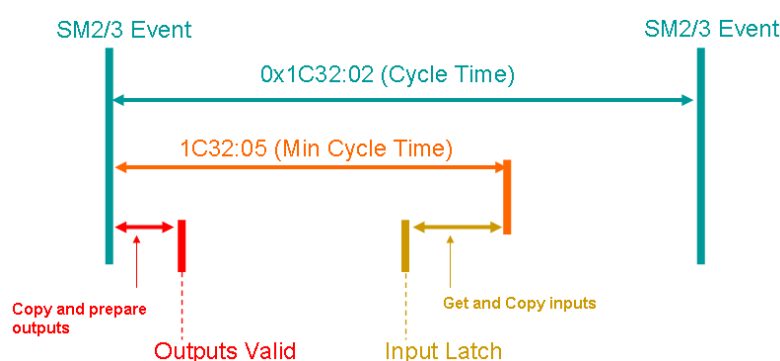 SM2/3 Event
SM2/3 Event
0x1C32:02 (Cycle Time)
1C32:05 (Min Cycle Time)
Copy and prepare
outputs
Get and Copy inputs
Outputs Valid
Input Latch